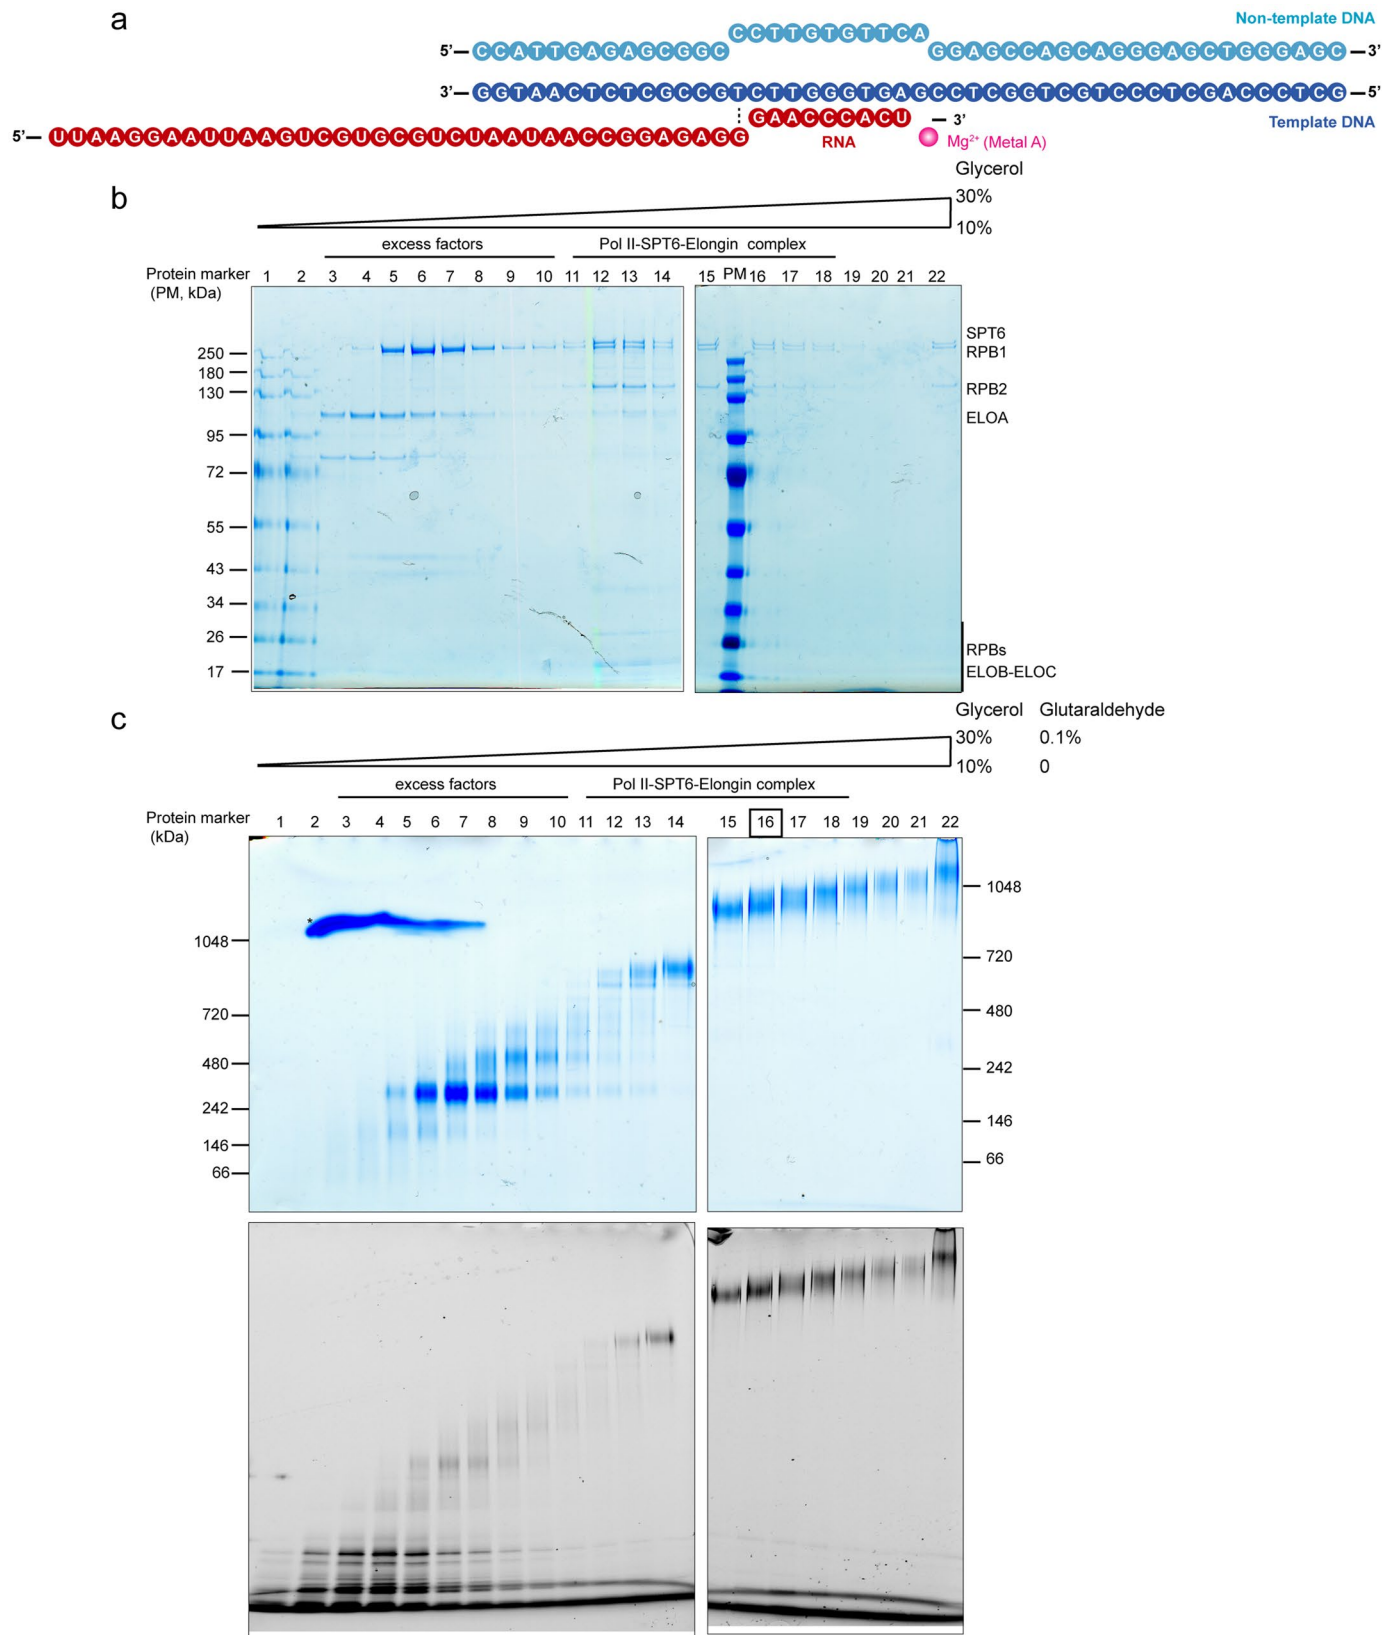 a
Non-template DNA
CCTTGTGTTCA
5'— CCATTGAGAGCGGC GGAGCCAGCAGGGAGCTGGGAGC —3'
3'— GGTAACTCTCGCCGTCTTGGGTGAGCCTCGGTCGTCCCTCGACCCTCG —5'
GAACCCACU — 3'
Template DNA
5'— UUAAGGAAUUAAGUCGUGCGUCUAAUAACCGGAGAGG
RNA
Mg²⁺ (Metal A)
b
Glycerol
30%
10%
excess factors
Pol II-SPT6-Elongin complex
Protein marker
(PM, kDa)
1 2 3 4 5 6 7 8 9 10 11 12 13 14 15 PM 16 17 18 19 20 21 22
SPT6
250
RPB1
180
130
RPB2
ELOA
95
72
55
43
34
26
RPBs
17
ELOB-ELOC
c
Glycerol Glutaraldehyde
30% 0.1%
10% 0
excess factors
Pol II-SPT6-Elongin complex
Protein marker
(kDa)
1 2 3 4 5 6 7 8 9 10 11 12 13 14 15 16 17 18 19 20 21 22
*
1048
720
480
242
146
66
1048
720
480
242
146
66